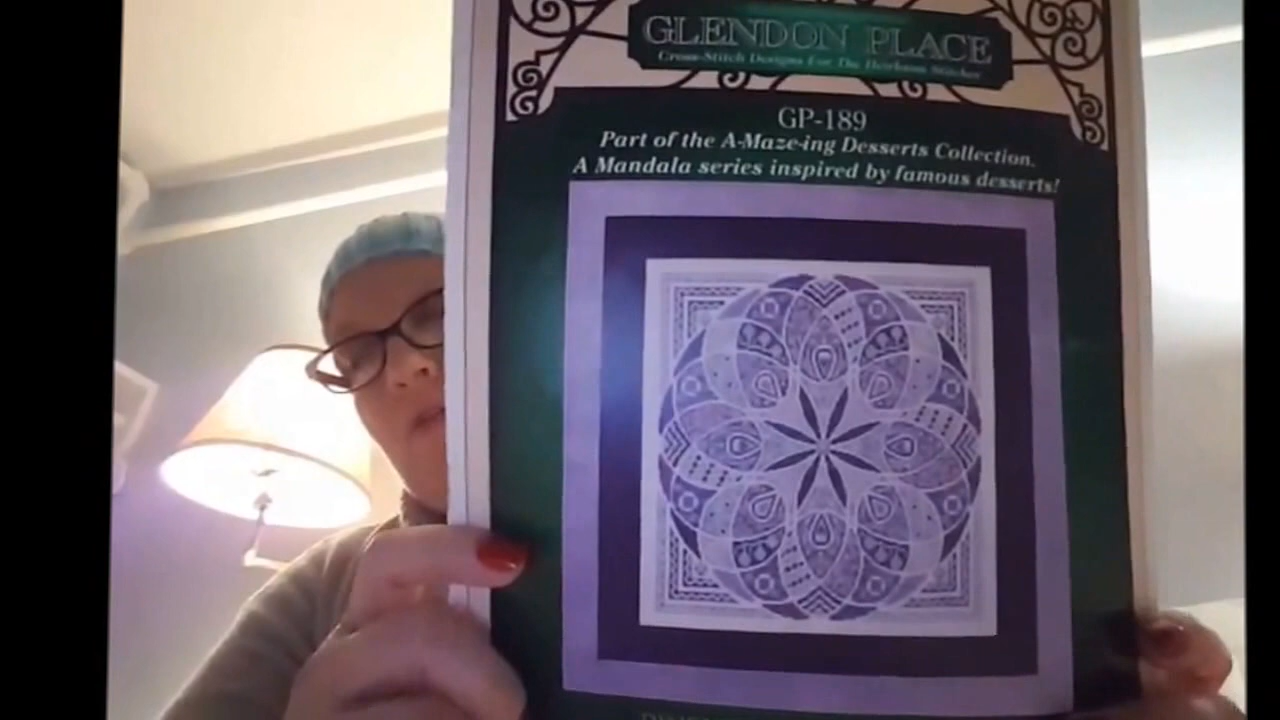 GLENDON PLACE
Cross-Stitch Designs For The Heirloom Stitcher
GP-189
Part of the A-Maze-ing Desserts Collection.
A Mandala series inspired by famous desserts!